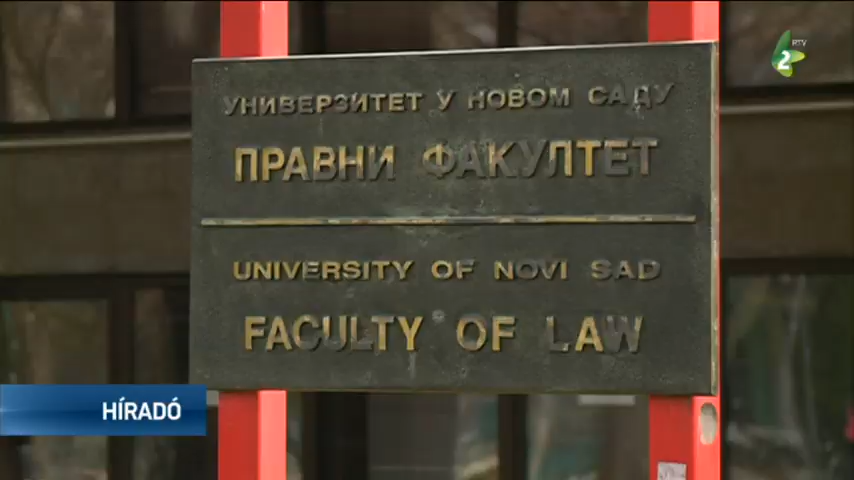 RTV
2
УНИВЕРЗИТЕТ У НОВОМ САДУ
ПРАВНИ ФАКУЛТЕТ
UNIVERSITY OF NOVI SAD
FACULTY OF LAW
HÍRADÓ